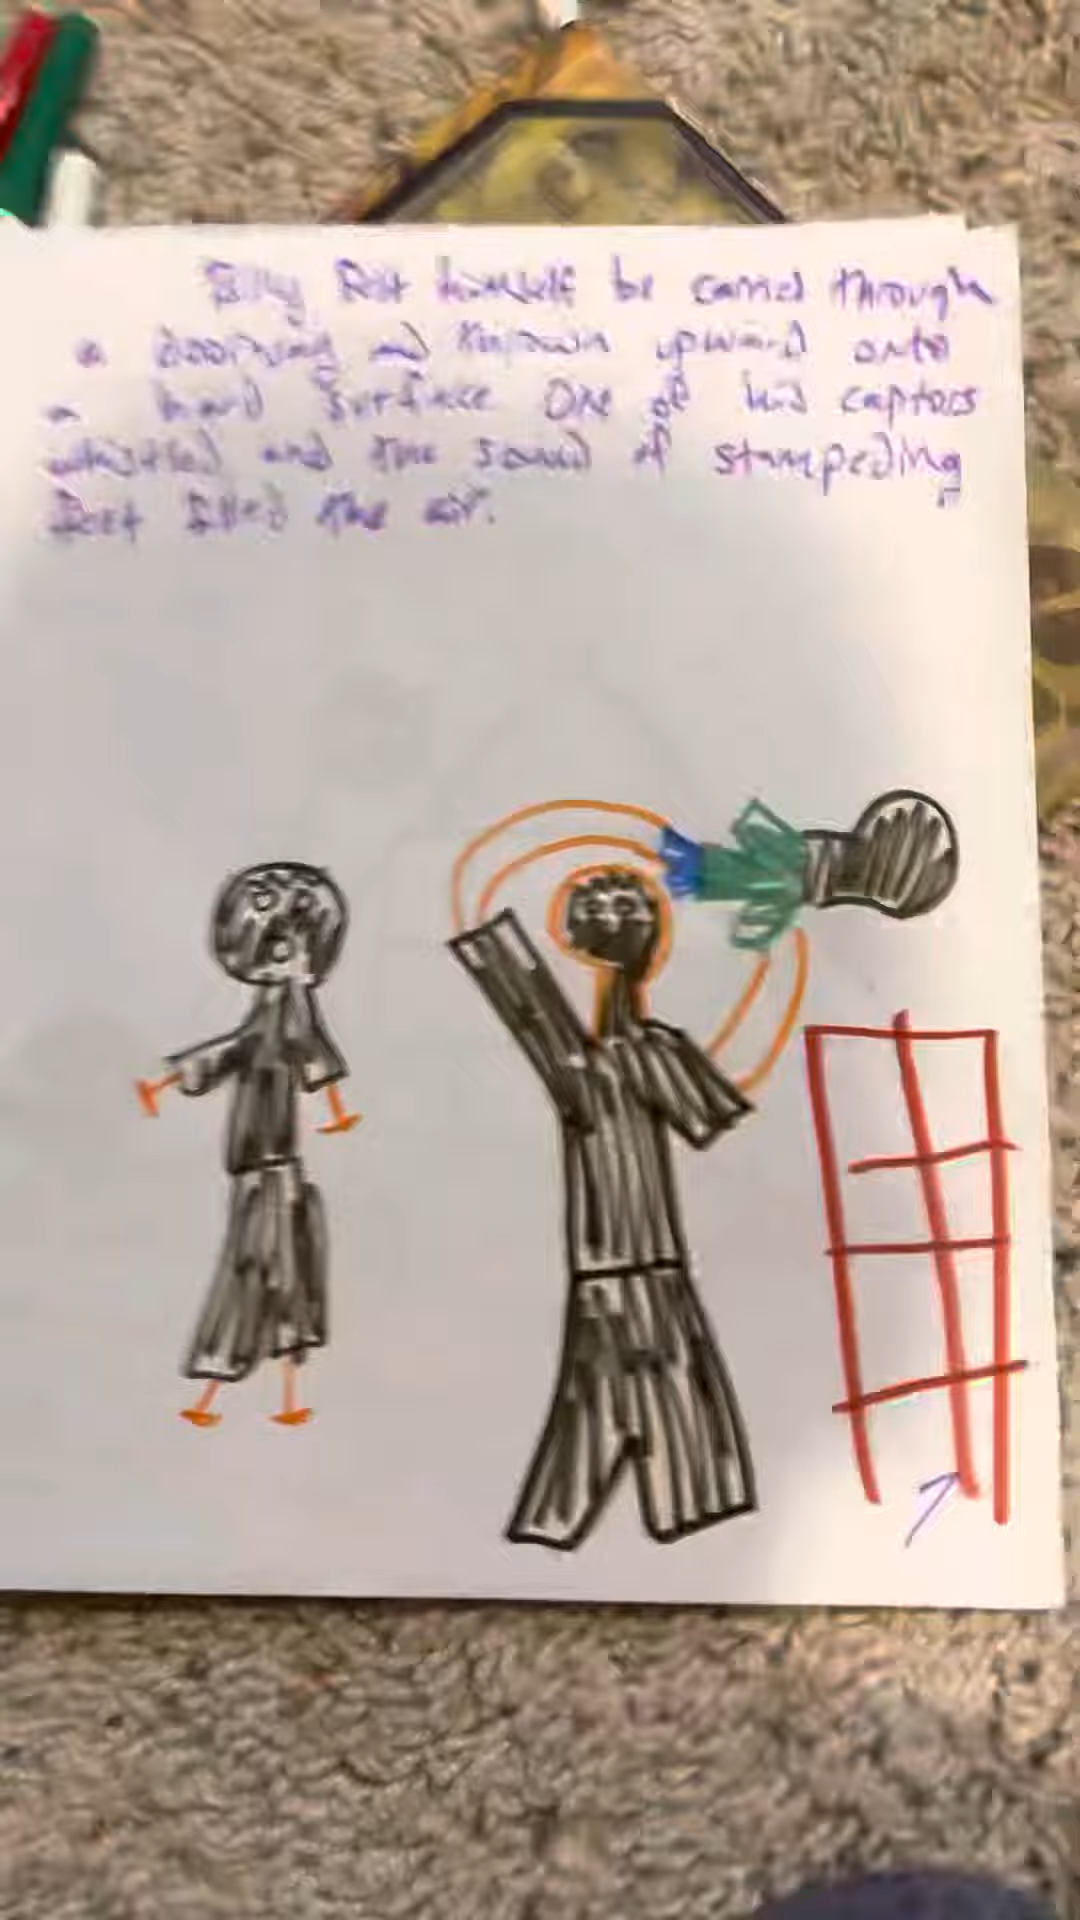 Billy felt himself be carried through
a doorway and thrown upward onto
a hard surface. One of his captors
whistled and the sound of stampeding
feet filled the air.